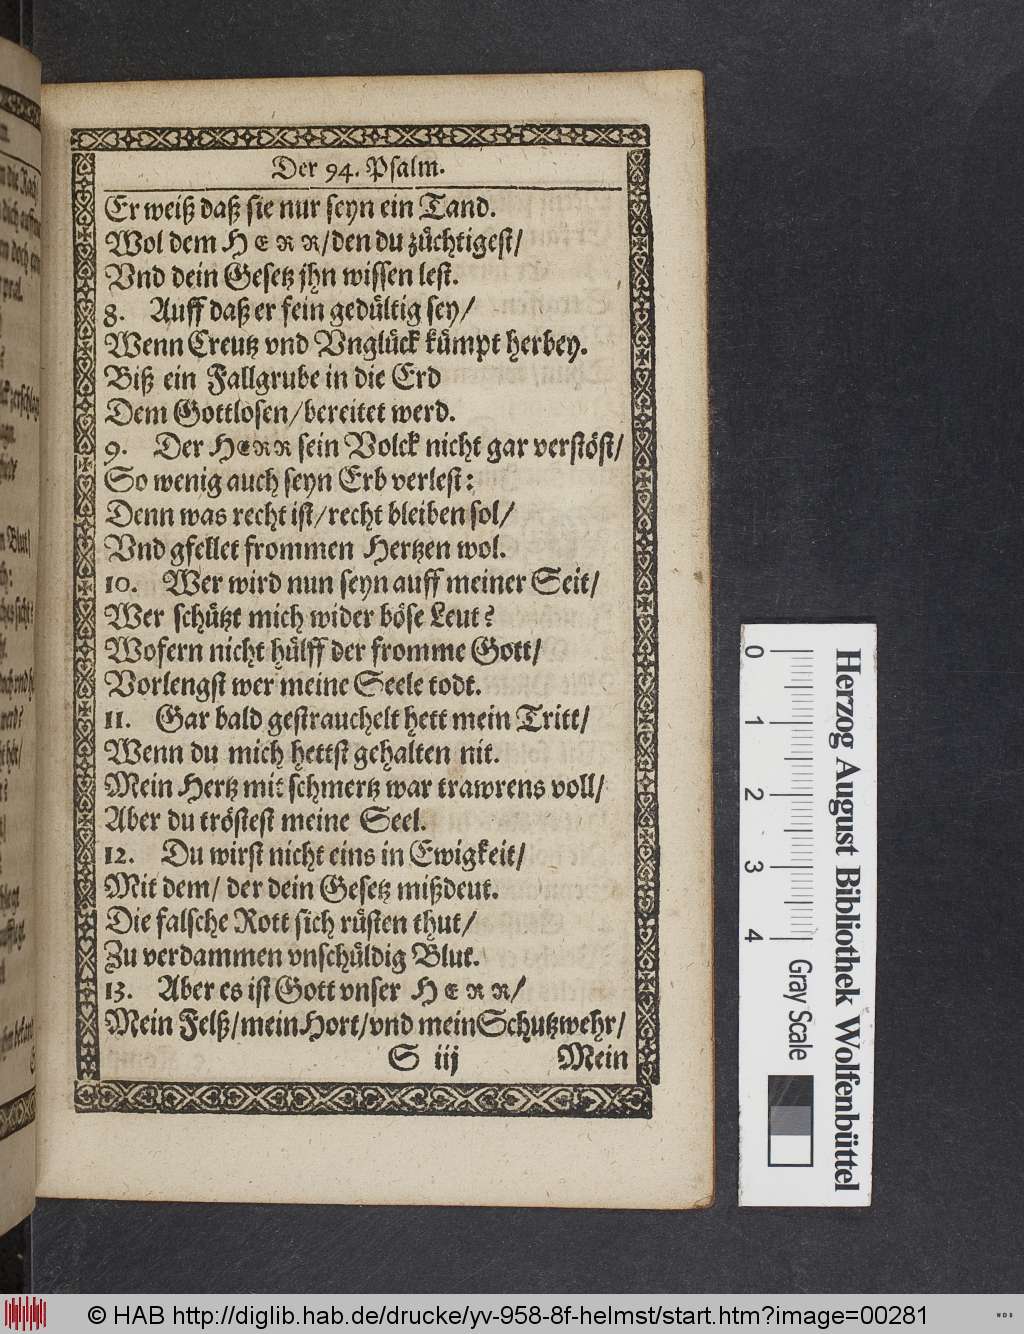 Der 94. Psalm.
Er weiß daß sie nur seyn ein Tand.
Wol dem HERR/den du züchtigest/
Vnd dein Gesetz jhn wissen lest.
8. Auff daß er fein gedültig sey/
Wenn Creutz vnd Vnglück kümpt herbey.
Biß ein Fallgrube in die Erd
Dem Gottlosen/bereitet werd.
9. Der HERR sein Volck nicht gar verstöst/
So wenig auch seyn Erb verlest:
Denn was recht ist/recht bleiben sol/
Vnd gfellet frommen Hertzen wol.
10. Wer wird nun seyn auff meiner Seit/
Wer schützt mich wider böse Leut?
Wofern nicht hülff der fromme Gott/
Vorlengst wer meine Seele todt.
11. Gar bald gestrauchelt hett mein Tritt/
Wenn du mich hettst gehalten nit.
Mein Hertz mit schmertz war trawrens voll/
Aber du tröstest meine Seel.
12. Du wirst nicht eins in Ewigkeit/
Mit dem/ der dein Gesetz mißdeut.
Die falsche Rott sich rüsten thut/
Zu verdammen vnschüldig Blut.
13. Aber es ist Gott vnser HERR/
Mein Felß/mein Hort/vnd mein Schutzwehr/
S iij Mein
0 1 2 3 4
Gray Scale
Herzog August Bibliothek Wolfenbüttel
© HAB http://diglib.hab.de/drucke/yv-958-8f-helmst/start.htm?image=00281
WDB